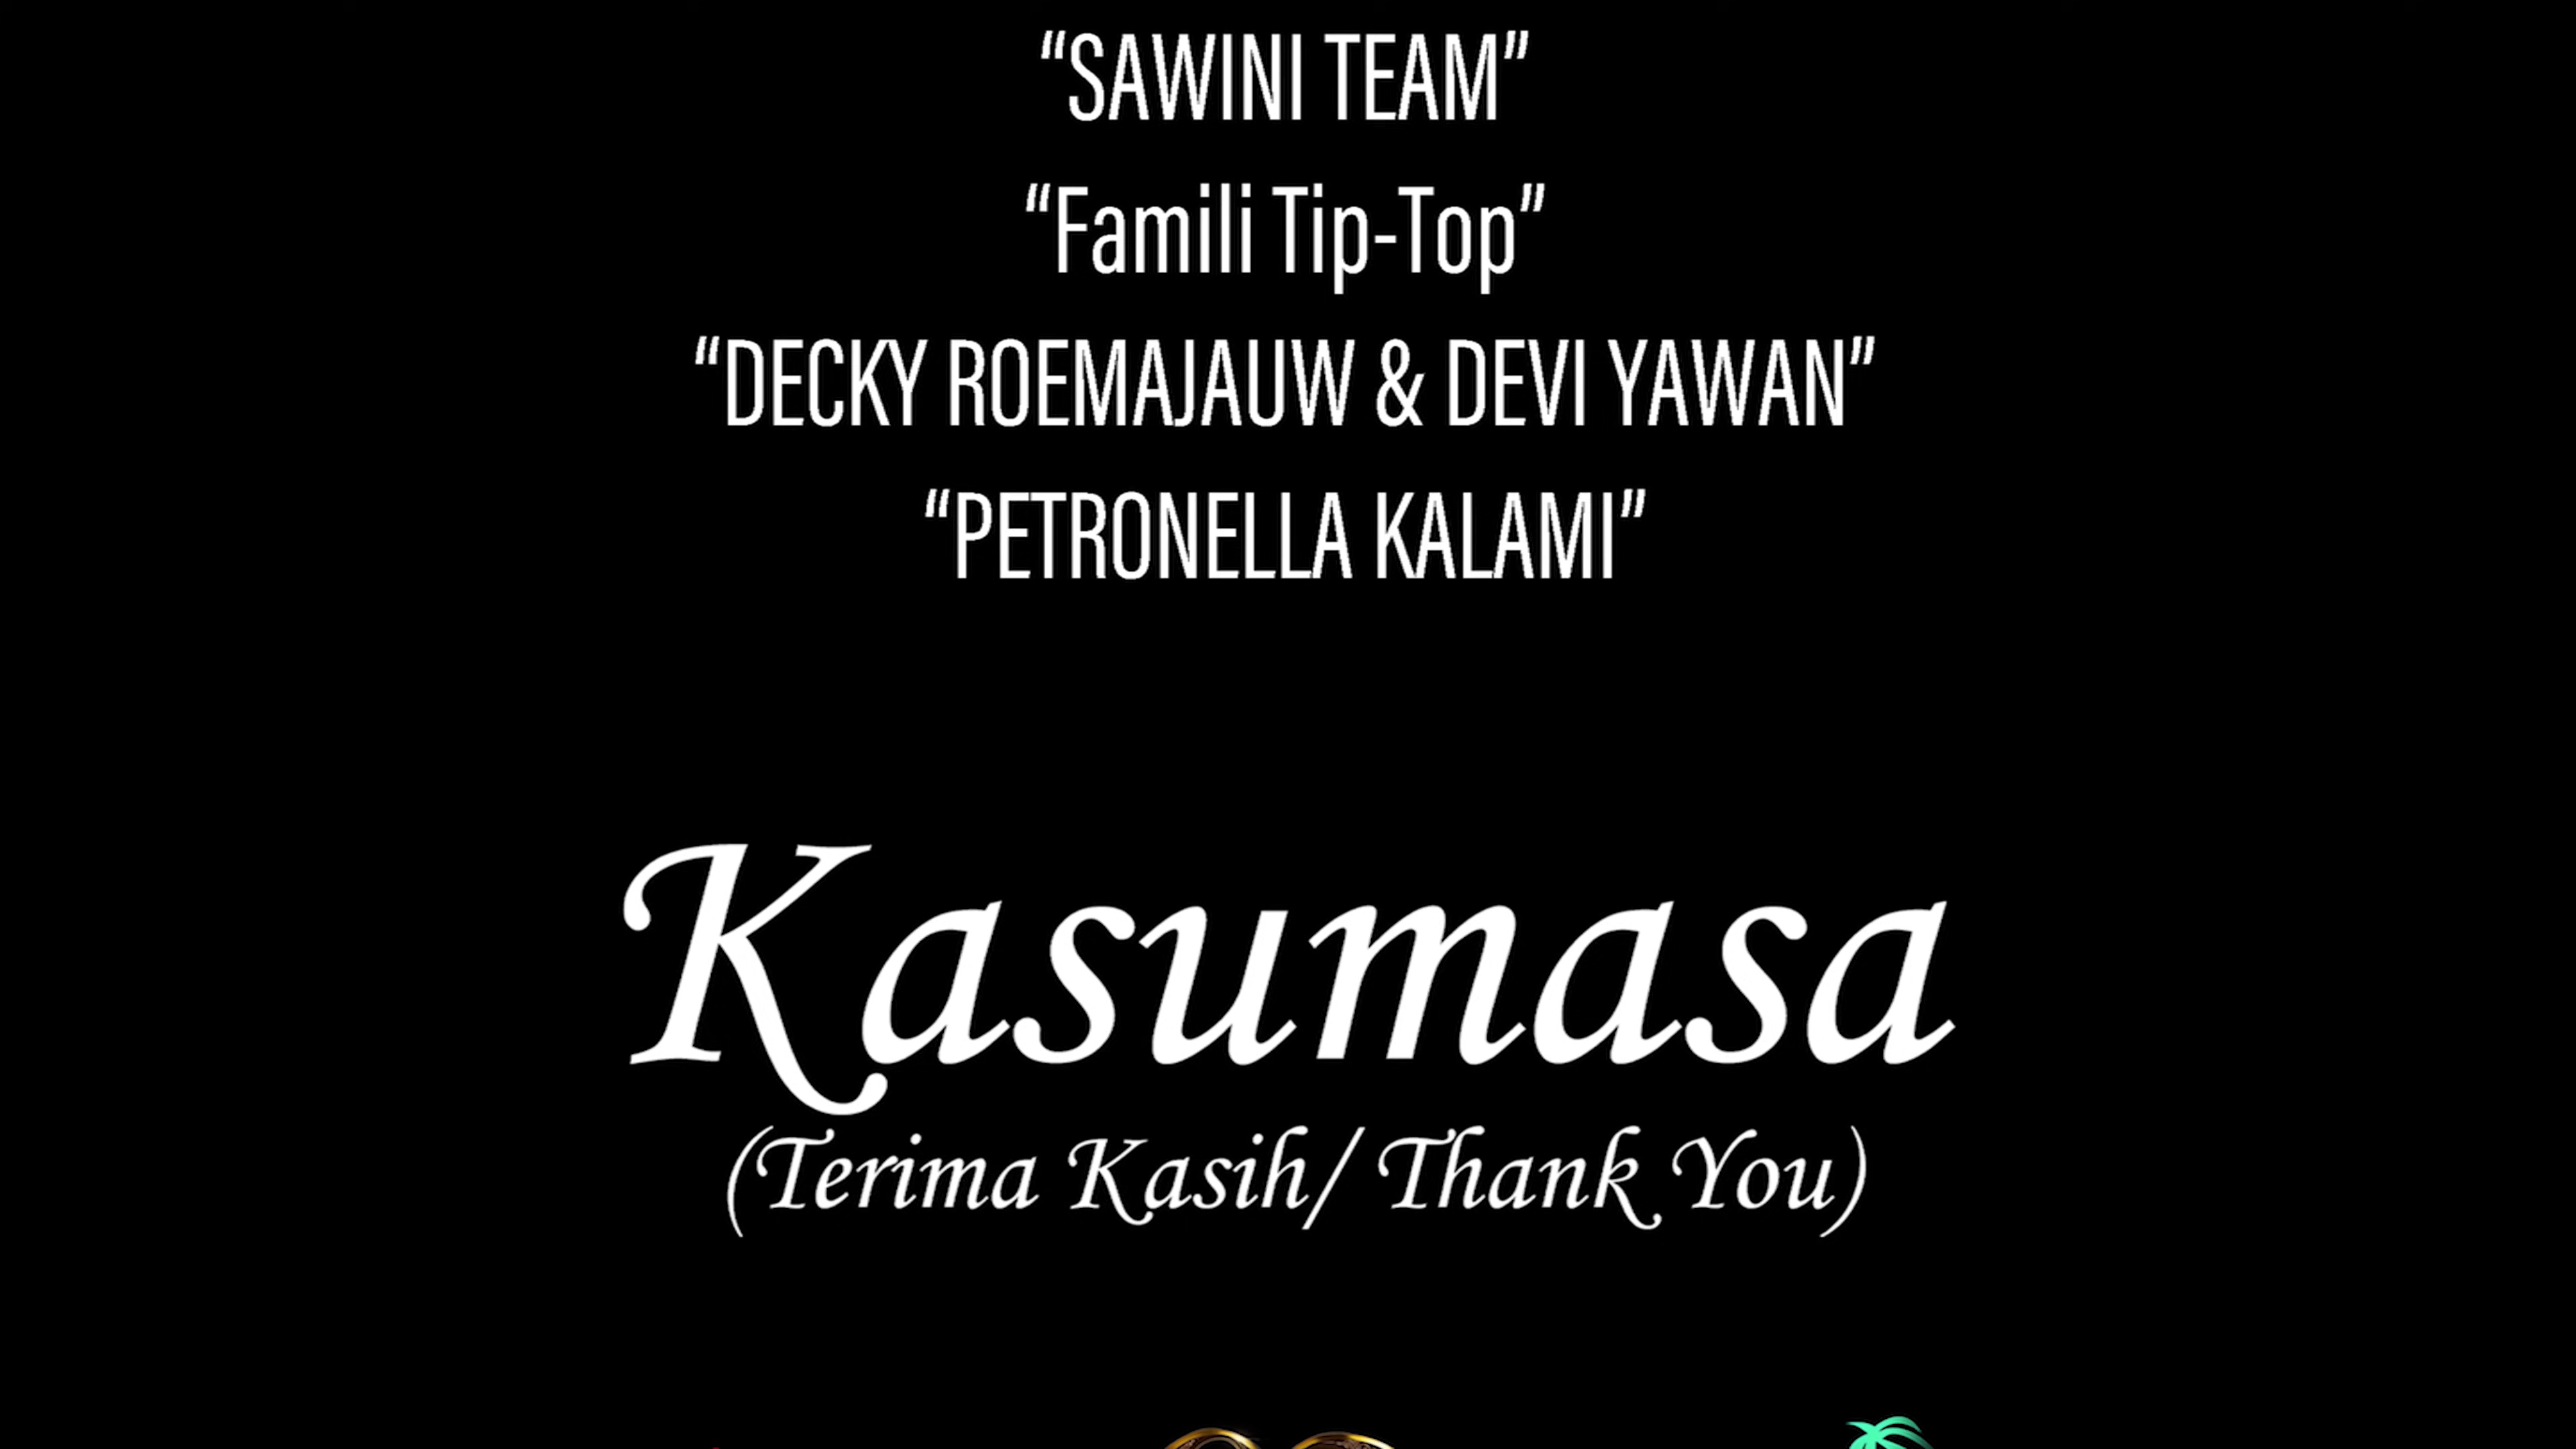 “SAWINI TEAM”
“Famili Tip-Top”
“DECKY ROEMAJAUW & DEVI YAWAN”
“PETRONELLA KALAMI”
Kasumasa
(Terima Kasih/ Thank You)